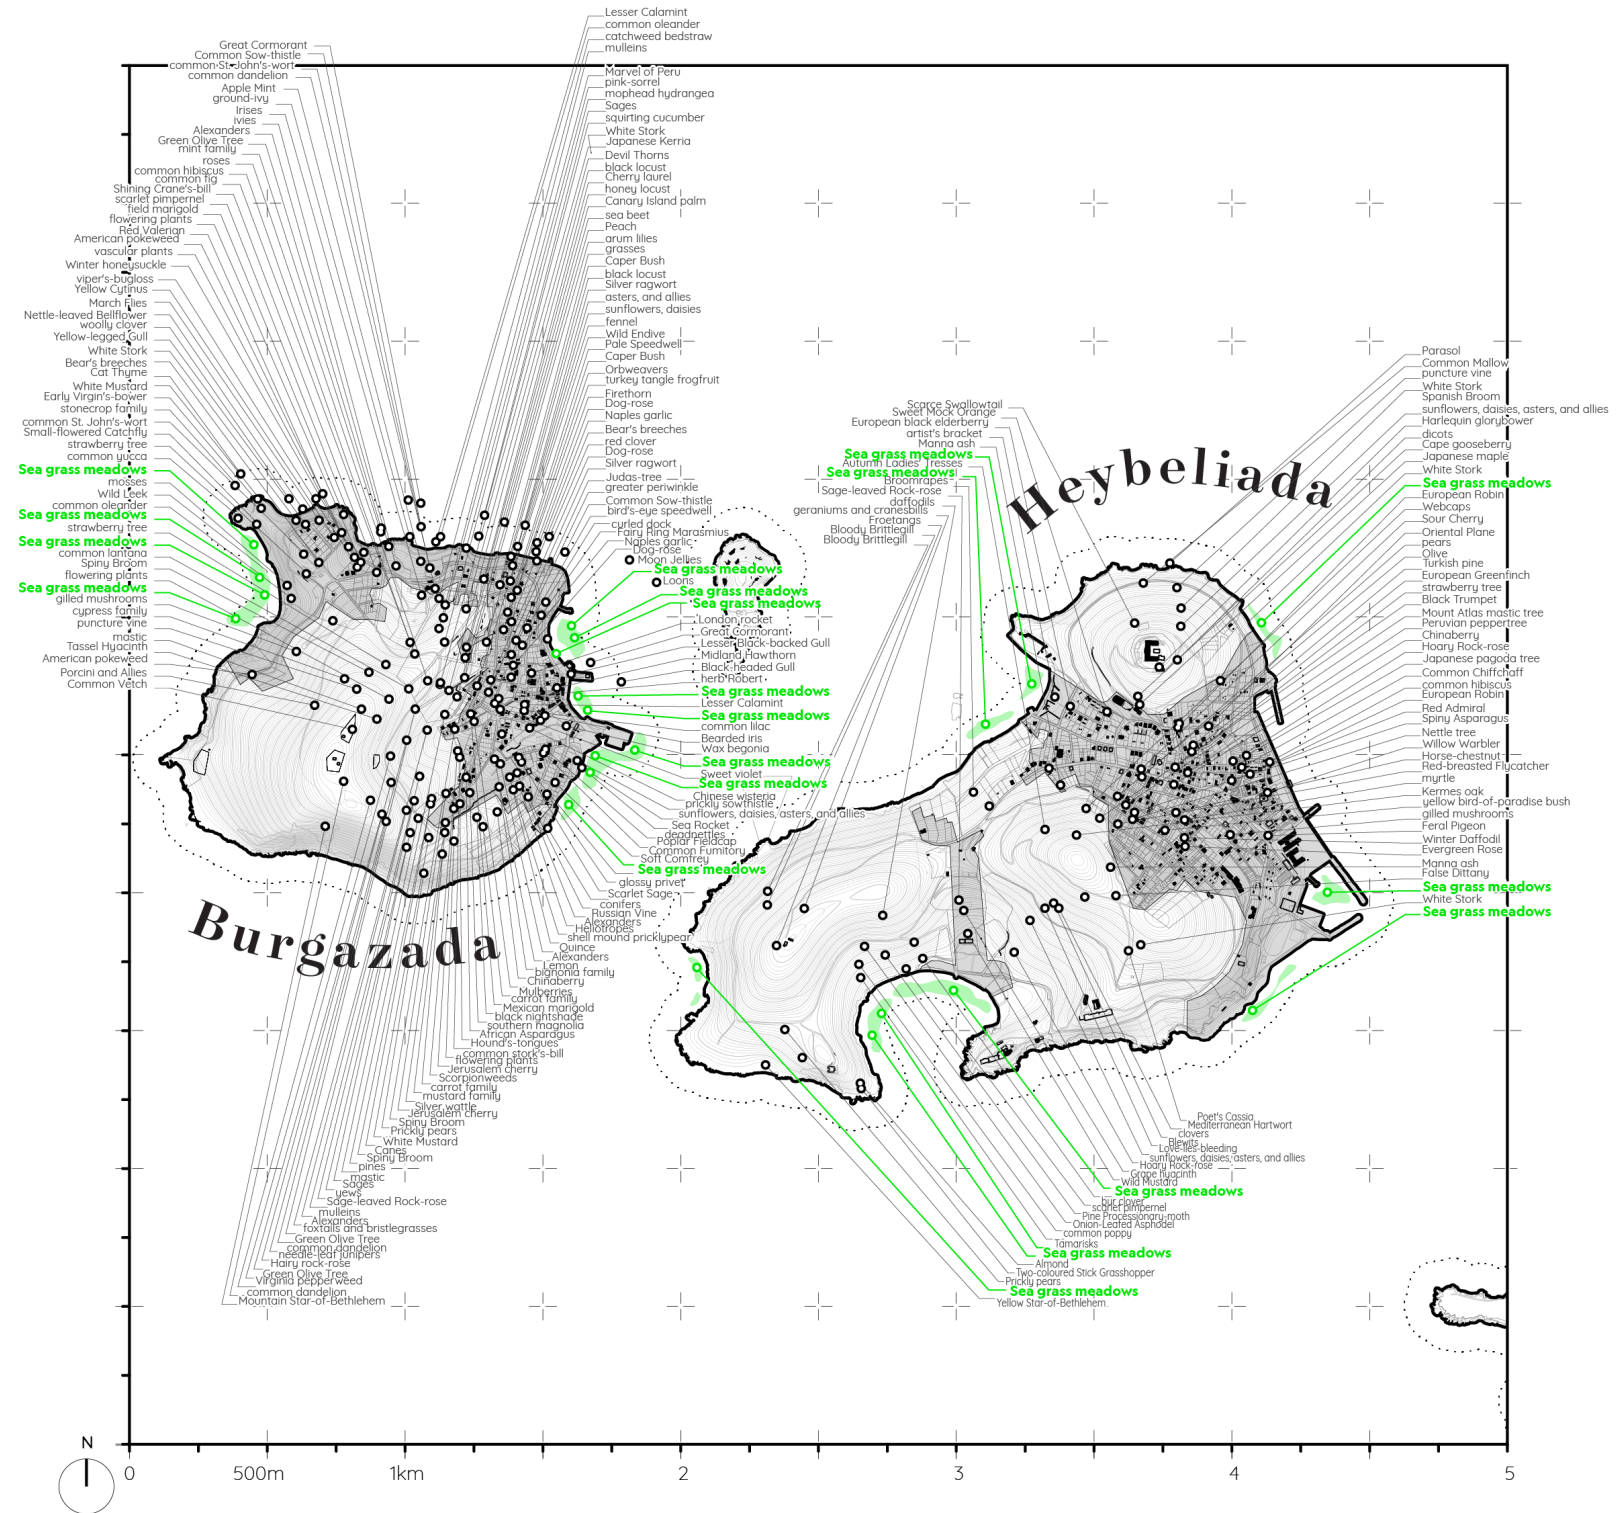 Great Cormorant
Common Sow-thistle
common St. John's-wort
common dandelion
Apple Mint
ground-ivy
Irises
ivies
Alexanders
Green Olive Tree
mint family
roses
common hibiscus
common fig
Shining Crane's-bill
scarlet pimpernel
field marigold
flowering plants
Red Valerian
American pokeweed
vascular plants
Winter honeysuckle
viper's-bugloss
Yellow Cytinus
March Flies
Nettle-leaved Bellflower
woolly clover
Yellow-legged Gull
White Stork
Bear's breeches
Cat Thyme
White Mustard
Early Virgin's-bower
stonecrop family
common St. John's-wort
Small-flowered Catchfly
strawberry tree
common yucca
Sea grass meadows
mosses
Wild Leek
common oleander
Sea grass meadows
strawberry tree
Sea grass meadows
common lantana
Spiny Broom
flowering plants
Sea grass meadows
gilled mushrooms
cypress family
puncture vine
mastic
Tassel Hyacinth
American pokeweed
Porcini and Allies
Common Vetch
Lesser Calamint
common oleander
catchweed bedstraw
mulleins
Marvel of Peru
pink-sorrel
mophead hydrangea
Sages
squirting cucumber
White Stork
Japanese Kerria
Devil Thorns
black locust
Cherry laurel
honey locust
Canary Island palm
sea beet
Peach
arum lilies
grasses
Caper Bush
black locust
Silver ragwort
asters, and allies
sunflowers, daisies
fennel
Wild Endive
Pale Speedwell
Caper Bush
Orbweavers
turkey tangle frogfruit
Firethorn
Dog-rose
Naples garlic
Bear's breeches
red clover
Dog-rose
Silver ragwort
Judas-tree
greater periwinkle
Common Sow-thistle
bird's-eye speedwell
curled dock
Fairy Ring Marasmius
Naples garlic
Dog-rose
Moon Jellies
Sea grass meadows
Loons
Sea grass meadows
Sea grass meadows
London rocket
Great Cormorant
Lesser Black-backed Gull
Midland Hawthorn
Black-headed Gull
herb Robert
Sea grass meadows
Lesser Calamint
Sea grass meadows
common lilac
Bearded iris
Wax begonia
Sea grass meadows
Sweet violet
Sea grass meadows
Chinese wisteria
prickly sowthistle
sunflowers, daisies, asters, and allies
Sea Rocket
deadnettles
Poplar Fieldcap
Common Fumitory
Soft Comfrey
Sea grass meadows
glossy privet
Scarlet Sage
conifers
Russian Vine
Alexanders
Heliotropes
shell mound pricklypear
Quince
Alexanders
Lemon
bignonia family
Chinaberry
Mulberries
carrot family
Mexican marigold
black nightshade
southern magnolia
African Asparagus
Hound's-tongues
common stork's-bill
flowering plants
Jerusalem cherry
Scorpionweeds
carrot family
mustard family
Silver wattle
Jerusalem cherry
Spiny Broom
Prickly pears
White Mustard
Canes
Spiny Broom
pines
mastic
Sages
yews
Sage-leaved Rock-rose
mulleins
Alexanders
foxtails and bristlegrasses
Green Olive Tree
common dandelion
needle-leaf junipers
Hairy rock-rose
Green Olive Tree
Virginia pepperweed
common dandelion
Mountain Star-of-Bethlehem
Burgazada
Heybeliada
Scarce Swallowtail
Sweet Mock Orange
European black elderberry
artist's bracket
Manna ash
Sea grass meadows
Autumn Ladies' Tresses
Sea grass meadows
Broomrapes
Sage-leaved Rock-rose
daffodils
geraniums and cranesbills
Froetangs
Bloody Brittlegill
Bloody Brittlegill
Parasol
Common Mallow
puncture vine
White Stork
Spanish Broom
sunflowers, daisies, asters, and allies
Harlequin glorybower
dicots
Cape gooseberry
Japanese maple
White Stork
Sea grass meadows
European Robin
Webcaps
Sour Cherry
Oriental Plane
pears
Olive
Turkish pine
European Greenfinch
strawberry tree
Black Trumpet
Mount Atlas mastic tree
Peruvian peppertree
Chinaberry
Hoary Rock-rose
Japanese pagoda tree
Common Chiffchaff
common hibiscus
European Robin
Red Admiral
Spiny Asparagus
Nettle tree
Willow Warbler
Horse-chestnut
Red-breasted Flycatcher
myrtle
Kermes oak
yellow bird-of-paradise bush
gilled mushrooms
Feral Pigeon
Winter Daffodil
Evergreen Rose
Manna ash
False Dittany
Sea grass meadows
White Stork
Sea grass meadows
Poet's Cassia
Mediterranean Hartwort
clovers
Blewits
Love-lies-bleeding
sunflowers, daisies, asters, and allies
Hoary Rock-rose
Grape hyacinth
Wild Mustard
Sea grass meadows
bur clover
scarlet pimpernel
Pine Processionary-moth
Onion-Leafed Asphodel
common poppy
Tamarisks
Sea grass meadows
Almond
Two-coloured Stick Grasshopper
Prickly pears
Sea grass meadows
Yellow Star-of-Bethlehem
N
0 500m 1km 2 3 4 5